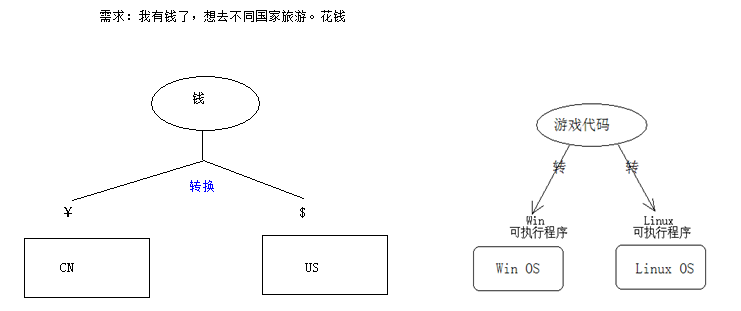 需求：我有钱了，想去不同国家旅游。花钱
钱
转换
¥
$
CN
US
游戏代码
转
转
Win
可执行程序
Linux
可执行程序
Win OS
Linux OS